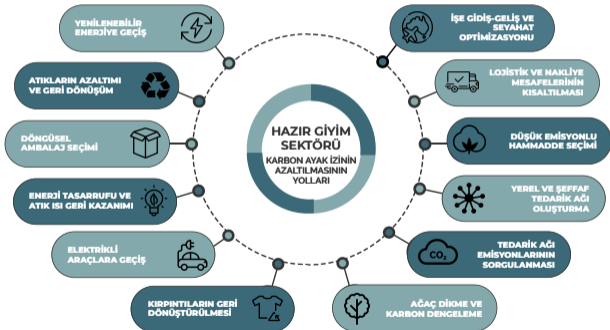 HAZIR GİYİM
SEKTÖRÜ
KARBON AYAK İZİNİN
AZALTILMASININ
YOLLARI
YENİLENEBİLİR
ENERJİYE GEÇİŞ
ATIKLARIN AZALTIMI
VE GERİ DÖNÜŞÜM
DÖNGÜSEL
AMBALAJ SEÇİMİ
ENERJİ TASARRUFU VE
ATIK ISI GERİ KAZANIMI
ELEKTRİKLİ
ARAÇLARA GEÇİŞ
KIRPINTILARIN GERİ
DÖNÜŞTÜRÜLMESİ
İŞE GİDİŞ-GELİŞ VE
SEYAHAT
OPTİMİZASYONU
LOJİSTİK VE NAKLİYE
MESAFELERİNİN
KISALTILMASI
DÜŞÜK EMİSYONLU
HAMMADDE SEÇİMİ
YEREL VE ŞEFFAF
TEDARİK AĞI
OLUŞTURMA
CO₂
TEDARİK AĞI
EMİSYONLARININ
SORGULANMASI
AĞAÇ DİKME VE
KARBON DENGELEME